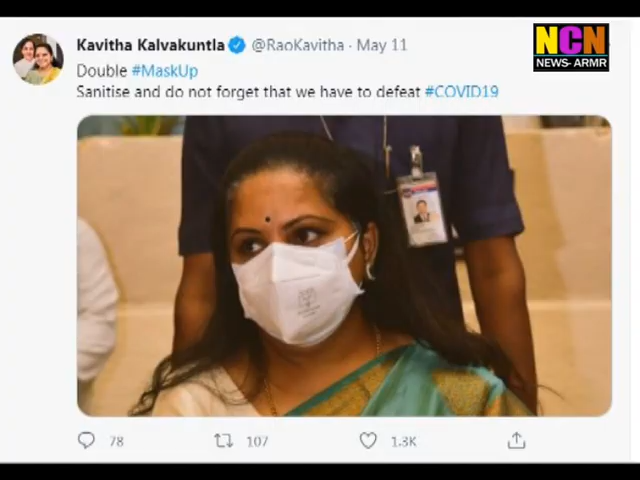 Kavitha Kalvakuntla @RaoKavitha · May 11
NCN
NEWS- ARMR
Double #MaskUp
Sanitise and do not forget that we have to defeat #COVID19
78 107 1.3K